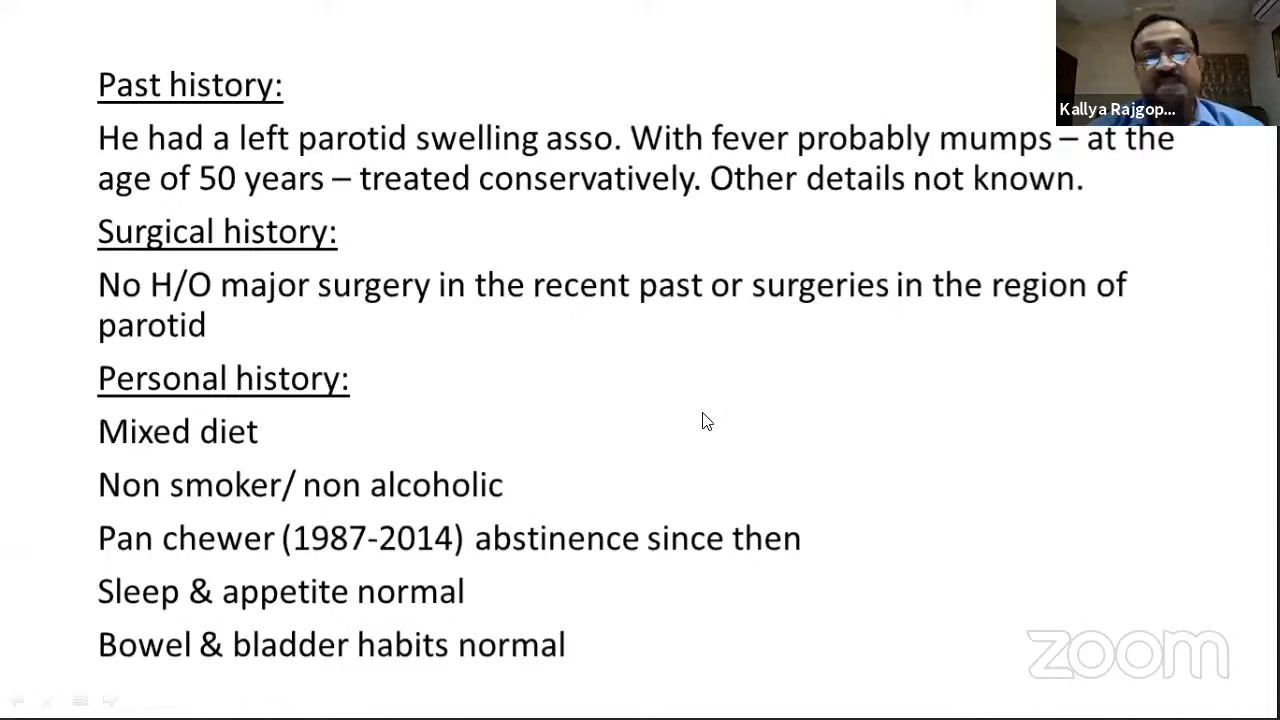 Past history:
Kallya Rajgop...
He had a left parotid swelling asso. With fever probably mumps – at the
age of 50 years – treated conservatively. Other details not known.
Surgical history:
No H/O major surgery in the recent past or surgeries in the region of
parotid
Personal history:
Mixed diet
Non smoker/ non alcoholic
Pan chewer (1987-2014) abstinence since then
Sleep & appetite normal
Bowel & bladder habits normal
zoom